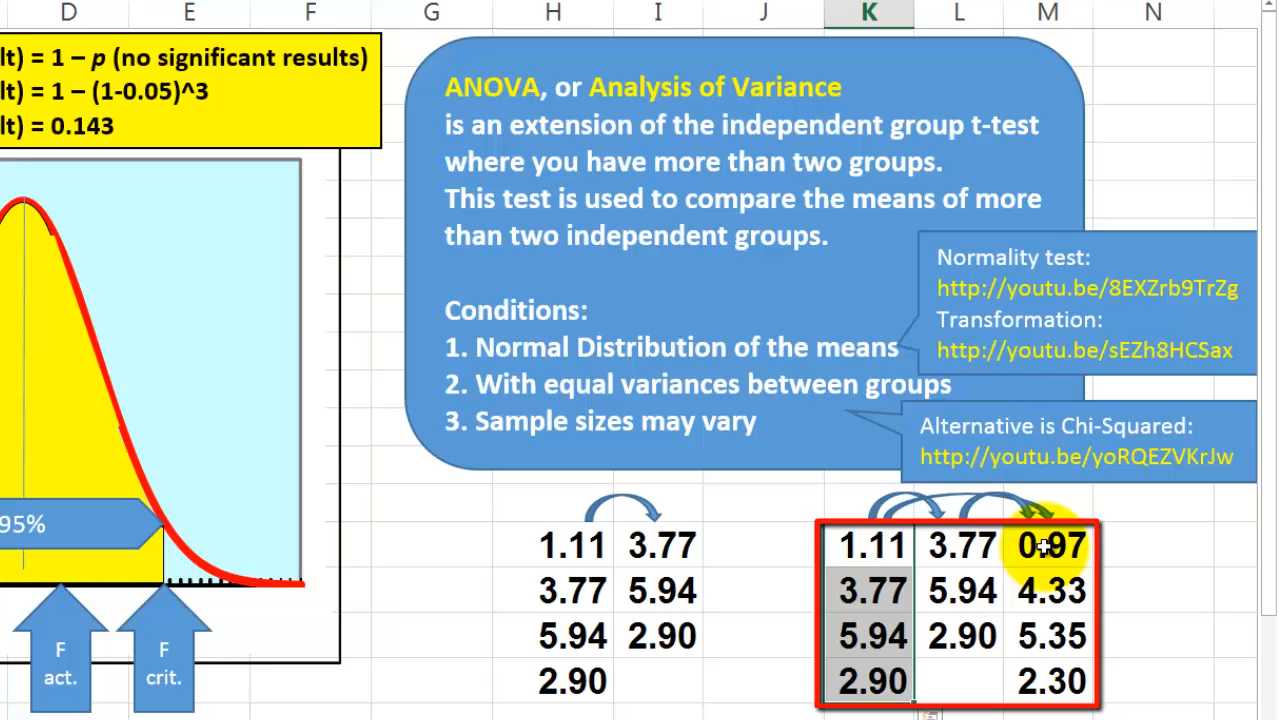 D E F G H I J K L M N
lt) = 1 – p (no significant results)
lt) = 1 – (1-0.05)^3
lt) = 0.143
ANOVA, or Analysis of Variance
is an extension of the independent group t-test
where you have more than two groups.
This test is used to compare the means of more
than two independent groups.
Conditions:
1. Normal Distribution of the means
2. With equal variances between groups
3. Sample sizes may vary
Normality test:
http://youtu.be/8EXZrb9TrZg
Transformation:
http://youtu.be/sEZh8HCSax
Alternative is Chi-Squared:
http://youtu.be/yoRQEZVKrJw
95%
F
act.
F
crit.
1.11 3.77
3.77 5.94
5.94 2.90
2.90
1.11 3.77 0.97
3.77 5.94 4.33
5.94 2.90 5.35
2.90 2.30